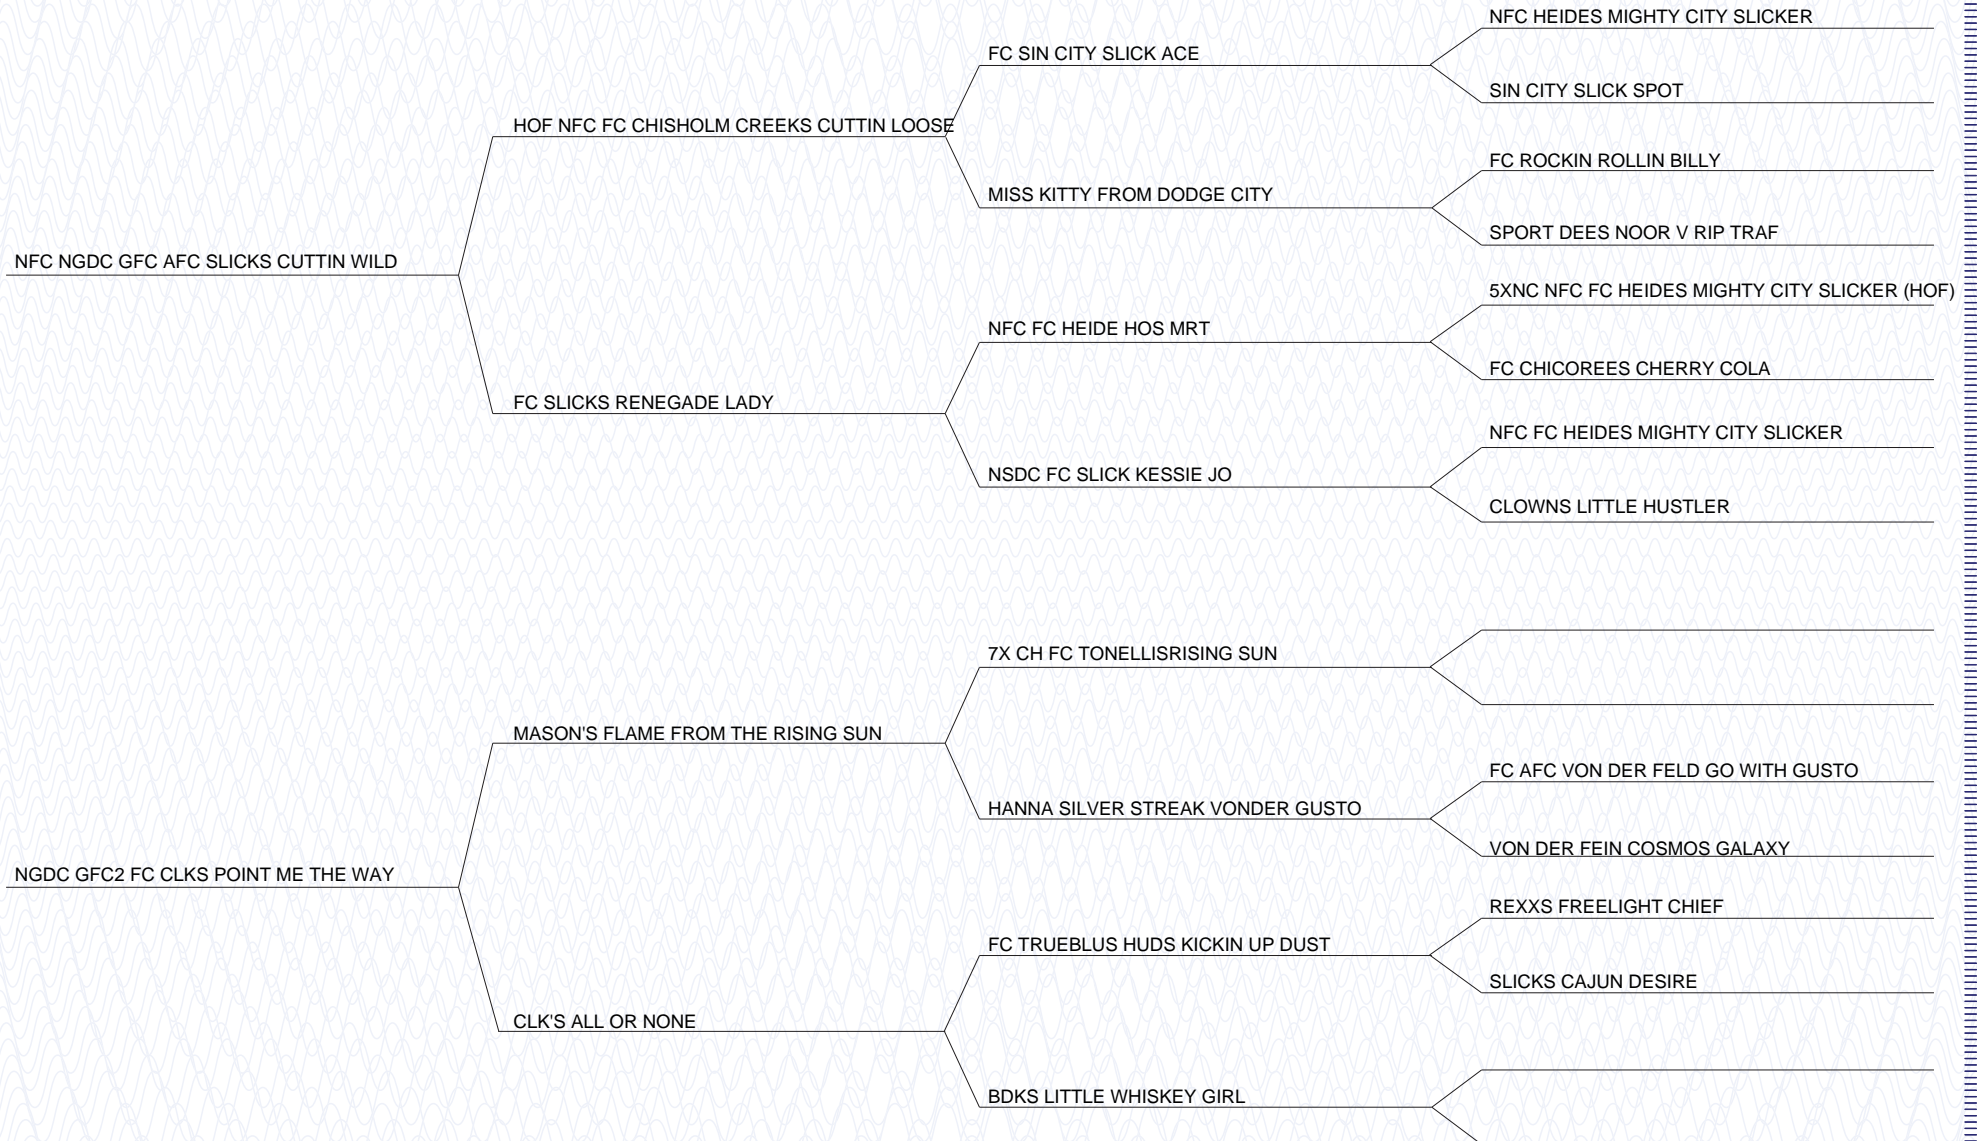 NFC HEIDES MIGHTY CITY SLICKER
FC SIN CITY SLICK ACE
SIN CITY SLICK SPOT
HOF NFC FC CHISHOLM CREEKS CUTTIN LOOSE
FC ROCKIN ROLLIN BILLY
MISS KITTY FROM DODGE CITY
SPORT DEES NOOR V RIP TRAF
NFC NGDC GFC AFC SLICKS CUTTIN WILD
5XNC NFC FC HEIDES MIGHTY CITY SLICKER (HOF)
NFC FC HEIDE HOS MRT
FC CHICOREES CHERRY COLA
FC SLICKS RENEGADE LADY
NFC FC HEIDES MIGHTY CITY SLICKER
NSDC FC SLICK KESSIE JO
CLOWNS LITTLE HUSTLER
7X CH FC TONELLISRISING SUN
MASON'S FLAME FROM THE RISING SUN
FC AFC VON DER FELD GO WITH GUSTO
HANNA SILVER STREAK VONDER GUSTO
VON DER FEIN COSMOS GALAXY
NGDC GFC2 FC CLKS POINT ME THE WAY
REXXS FREELIGHT CHIEF
FC TRUEBLUS HUDS KICKIN UP DUST
SLICKS CAJUN DESIRE
CLK'S ALL OR NONE
BDKS LITTLE WHISKEY GIRL